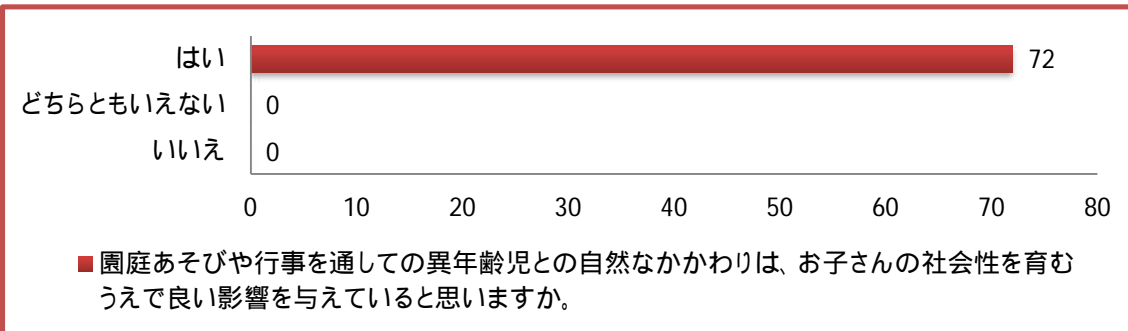 はい 72
どちらともいえない 0
いいえ 0
0 10 20 30 40 50 60 70 80
園庭あそびや行事を通しての異年齢児との自然なかかわりは、お子さんの社会性を育む
うえで良い影響を与えていると思いますか。